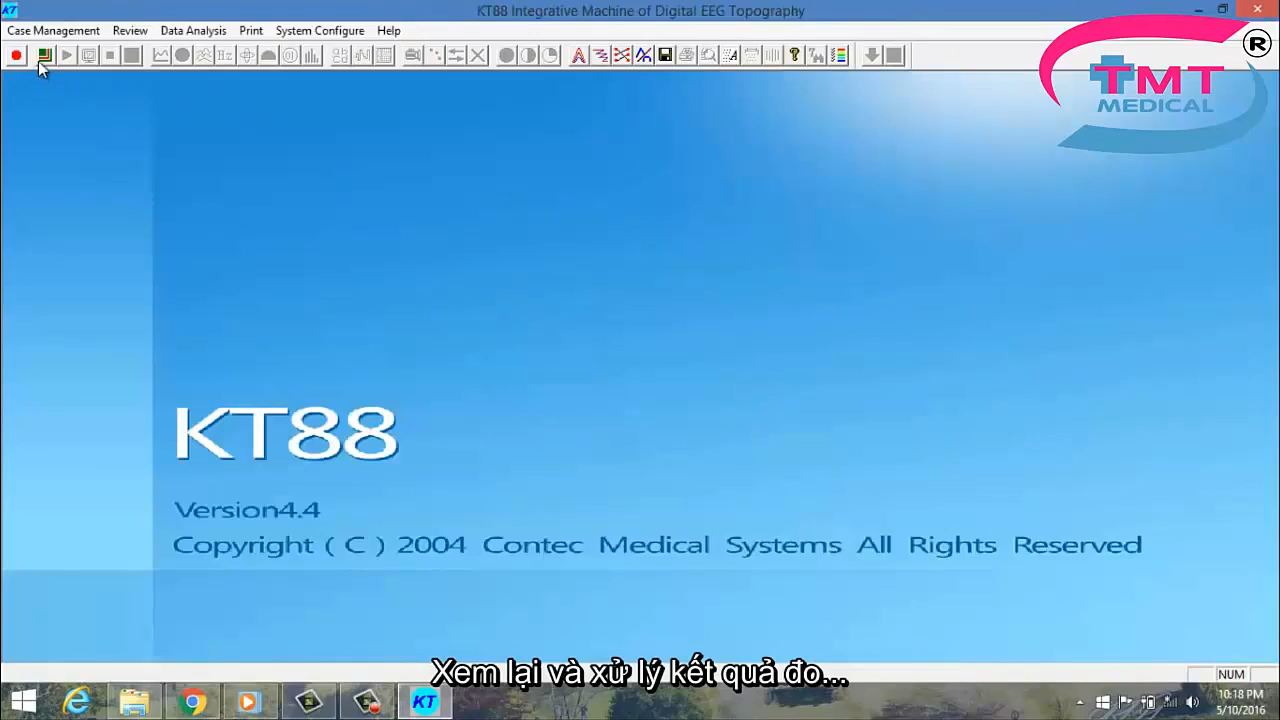 KT
KT88 Integrative Machine of Digital EEG Topography
Case Management Review Data Analysis Print System Configure Help
®
TMT
MEDICAL
KT88
Version4.4
Copyright ( C ) 2004 Contec Medical Systems All Rights Reserved
Xem lại và xử lý kết quả đo...
NUM
KT
10:18 PM
5/10/2016